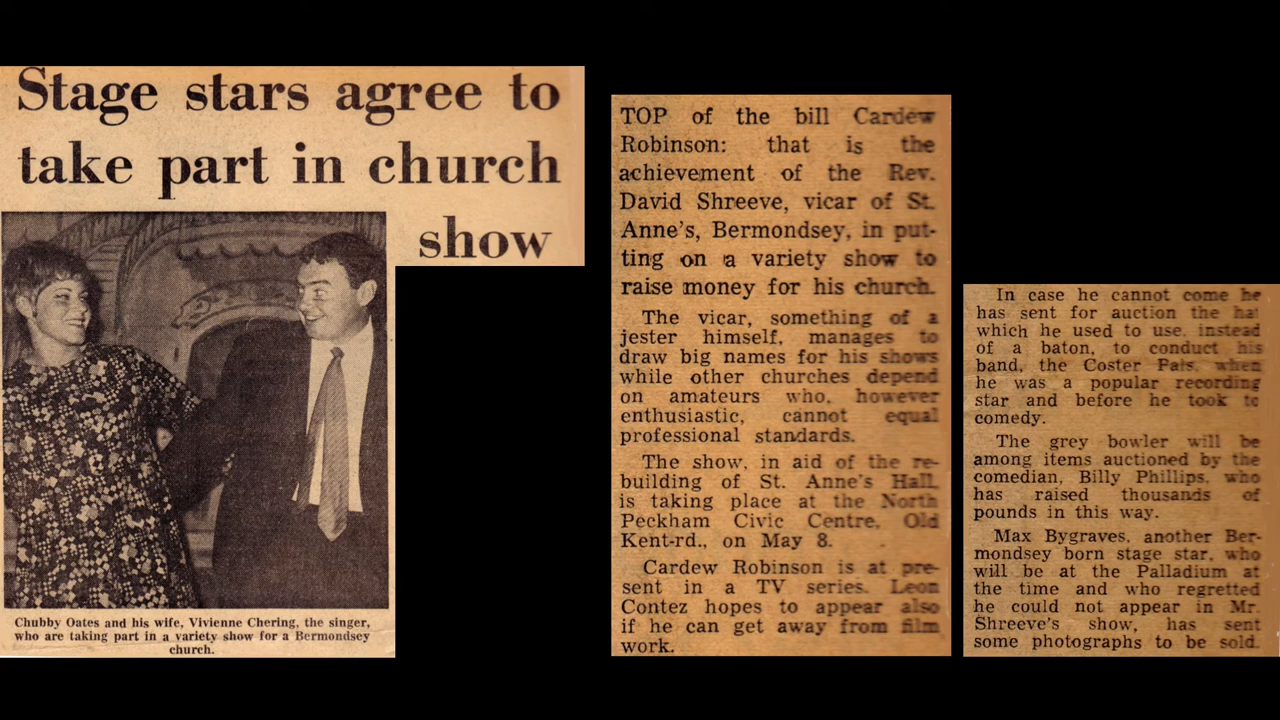 Stage stars agree to
take part in church
show
Chubby Oates and his wife, Vivienne Chering, the singer,
who are taking part in a variety show for a Bermondsey
church.
TOP of the bill Cardew
Robinson: that is the
achievement of the Rev.
David Shreeve, vicar of St.
Anne's, Bermondsey, in put-
ting on a variety show to
raise money for his church.
The vicar, something of a
jester himself, manages to
draw big names for his shows
while other churches depend
on amateurs who, however
enthusiastic, cannot equal
professional standards.
The show, in aid of the re-
building of St. Anne's Hall,
is taking place at the North
Peckham Civic Centre, Old
Kent-rd., on May 8.
Cardew Robinson is at pre-
sent in a TV series. Leon
Contez hopes to appear also
if he can get away from film
work.
In case he cannot come he
has sent for auction the hat
which he used to use, instead
of a baton, to conduct his
band, the Coster Pals, when
he was a popular recording
star and before he took to
comedy.
The grey bowler will be
among items auctioned by the
comedian, Billy Phillips, who
has raised thousands of
pounds in this way.
Max Bygraves, another Ber-
mondsey born stage star, who
will be at the Palladium at
the time and who regretted
he could not appear in Mr.
Shreeve's show, has sent
some photographs to be sold.